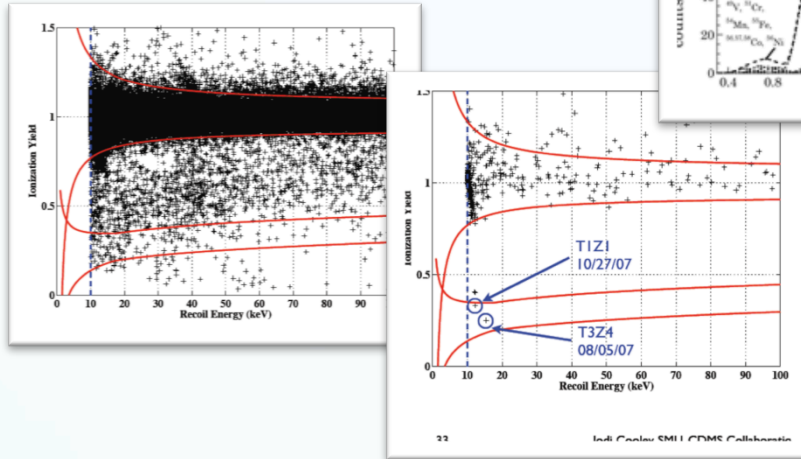 1.5
1
0.5
0
0 10 20 30 40 50 60 70 80 90
Ionization Yield
Recoil Energy (keV)
1
0.5
0
0 10 20 30 40 50 60 70 80 90 100
Ionization Yield
Recoil Energy (keV)
T1Z1
10/27/07
T3Z4
08/05/07
33
Jodi Cooley, SMU, CDMS
counts
20
0.4 0.8